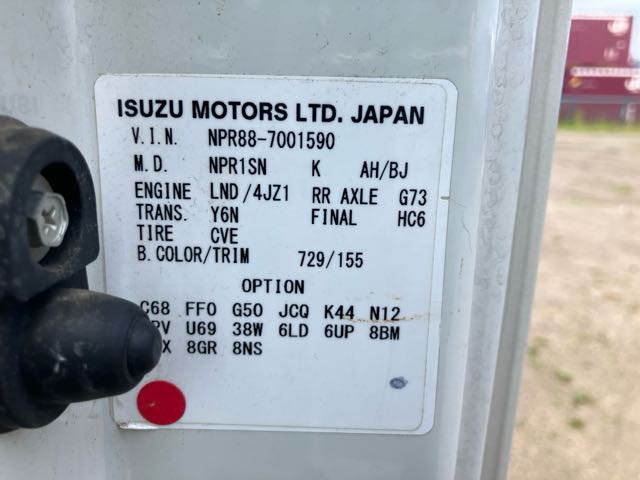 ISUZU MOTORS LTD. JAPAN
V.I.N. NPR88-7001590
M.D. NPR1SN K AH/BJ
ENGINE LND/4JZ1 RR AXLE G73
TRANS. Y6N FINAL HC6
TIRE CVE
B.COLOR/TRIM 729/155
OPTION
C68 FF0 G50 JCQ K44 N12
U69 38W 6LD 6UP 8BM
8GR 8NS